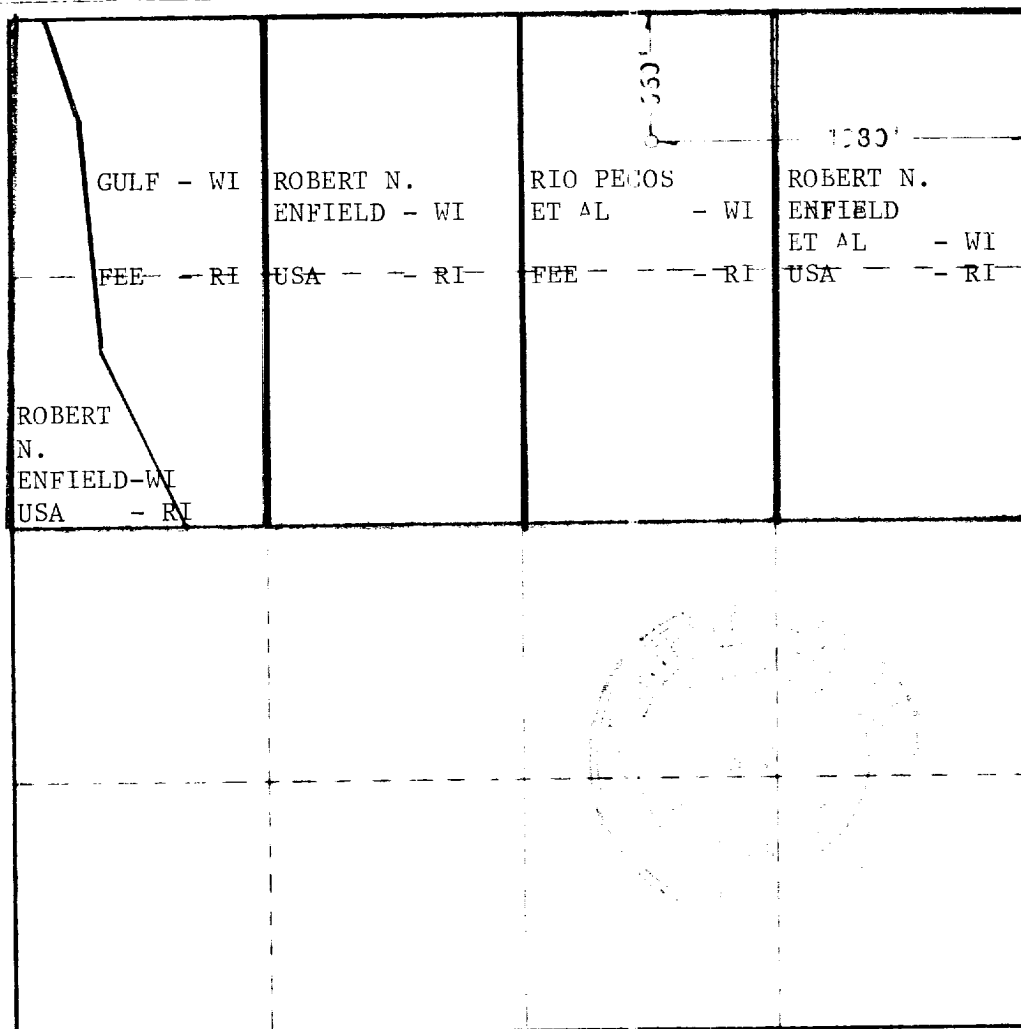 660'
GULF - WI
FEE - RI
ROBERT N.
ENFIELD - WI
USA - RI
RIO PECOS
ET AL - WI
FEE - RI
ROBERT N.
ENFIELD
ET AL - WI
USA - RI
ROBERT
N.
ENFIELD-WI
USA - RI